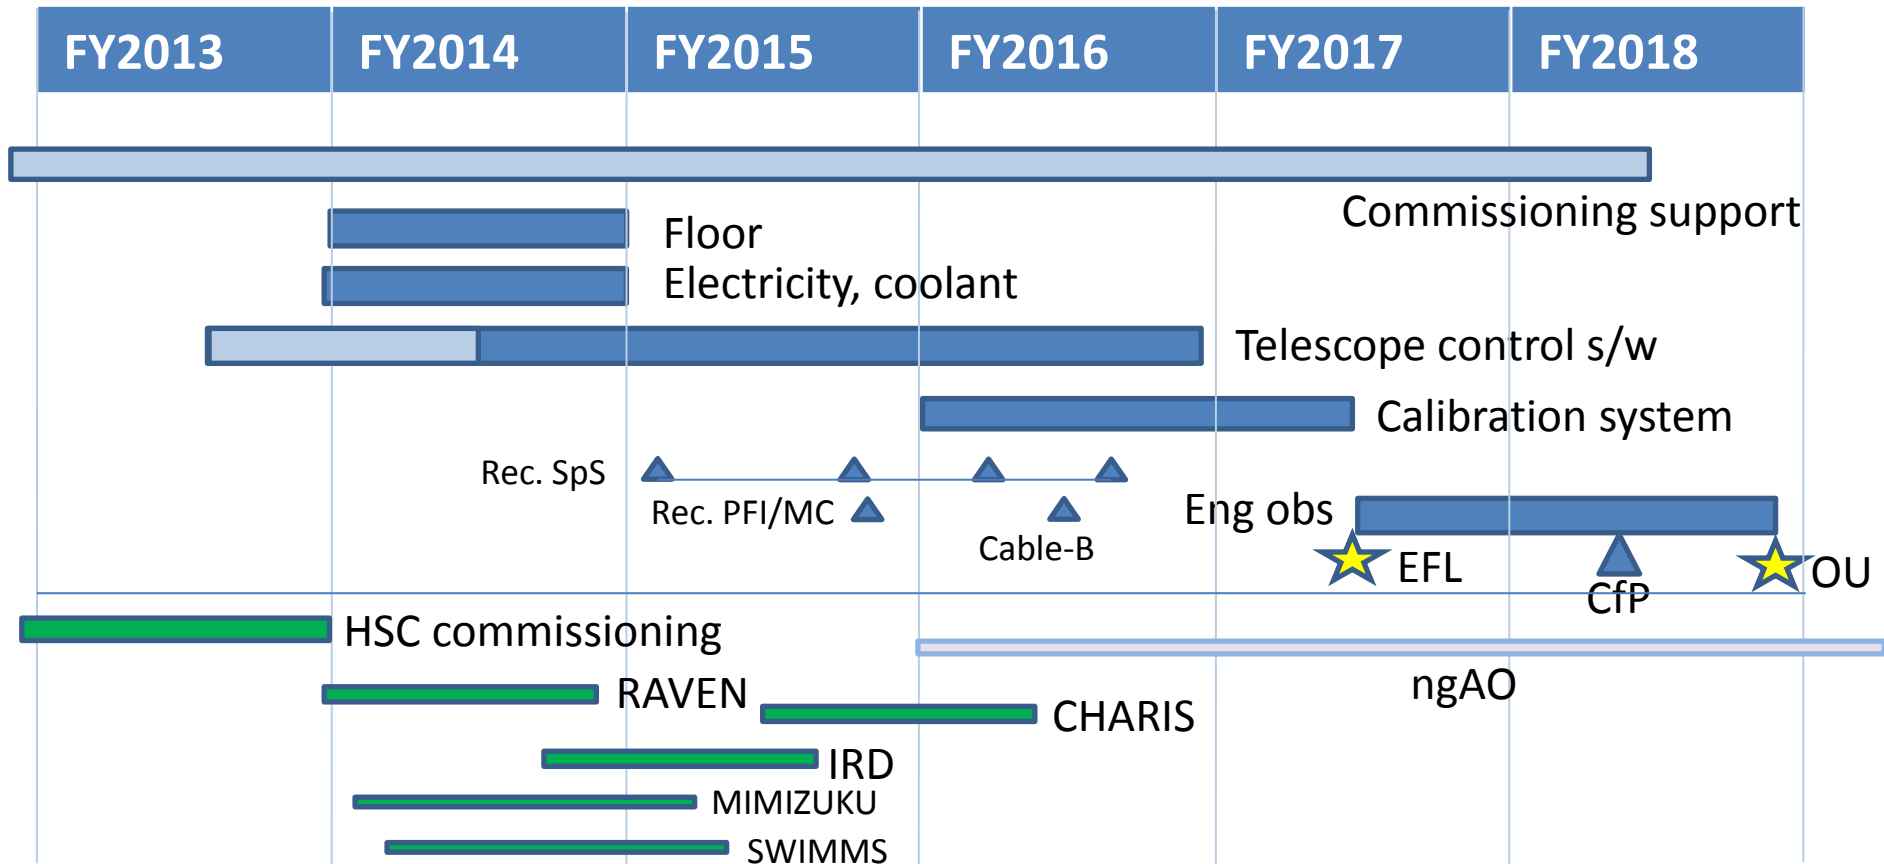 FY2013 FY2014 FY2015 FY2016 FY2017 FY2018
Commissioning support
Floor
Electricity, coolant
Telescope control s/w
Calibration system
Rec. SpS
Rec. PFI/MC
Eng obs
Cable-B
EFL
OU
CfP
HSC commissioning
ngAO
RAVEN
CHARIS
IRD
MIMIZUKU
SWIMMS